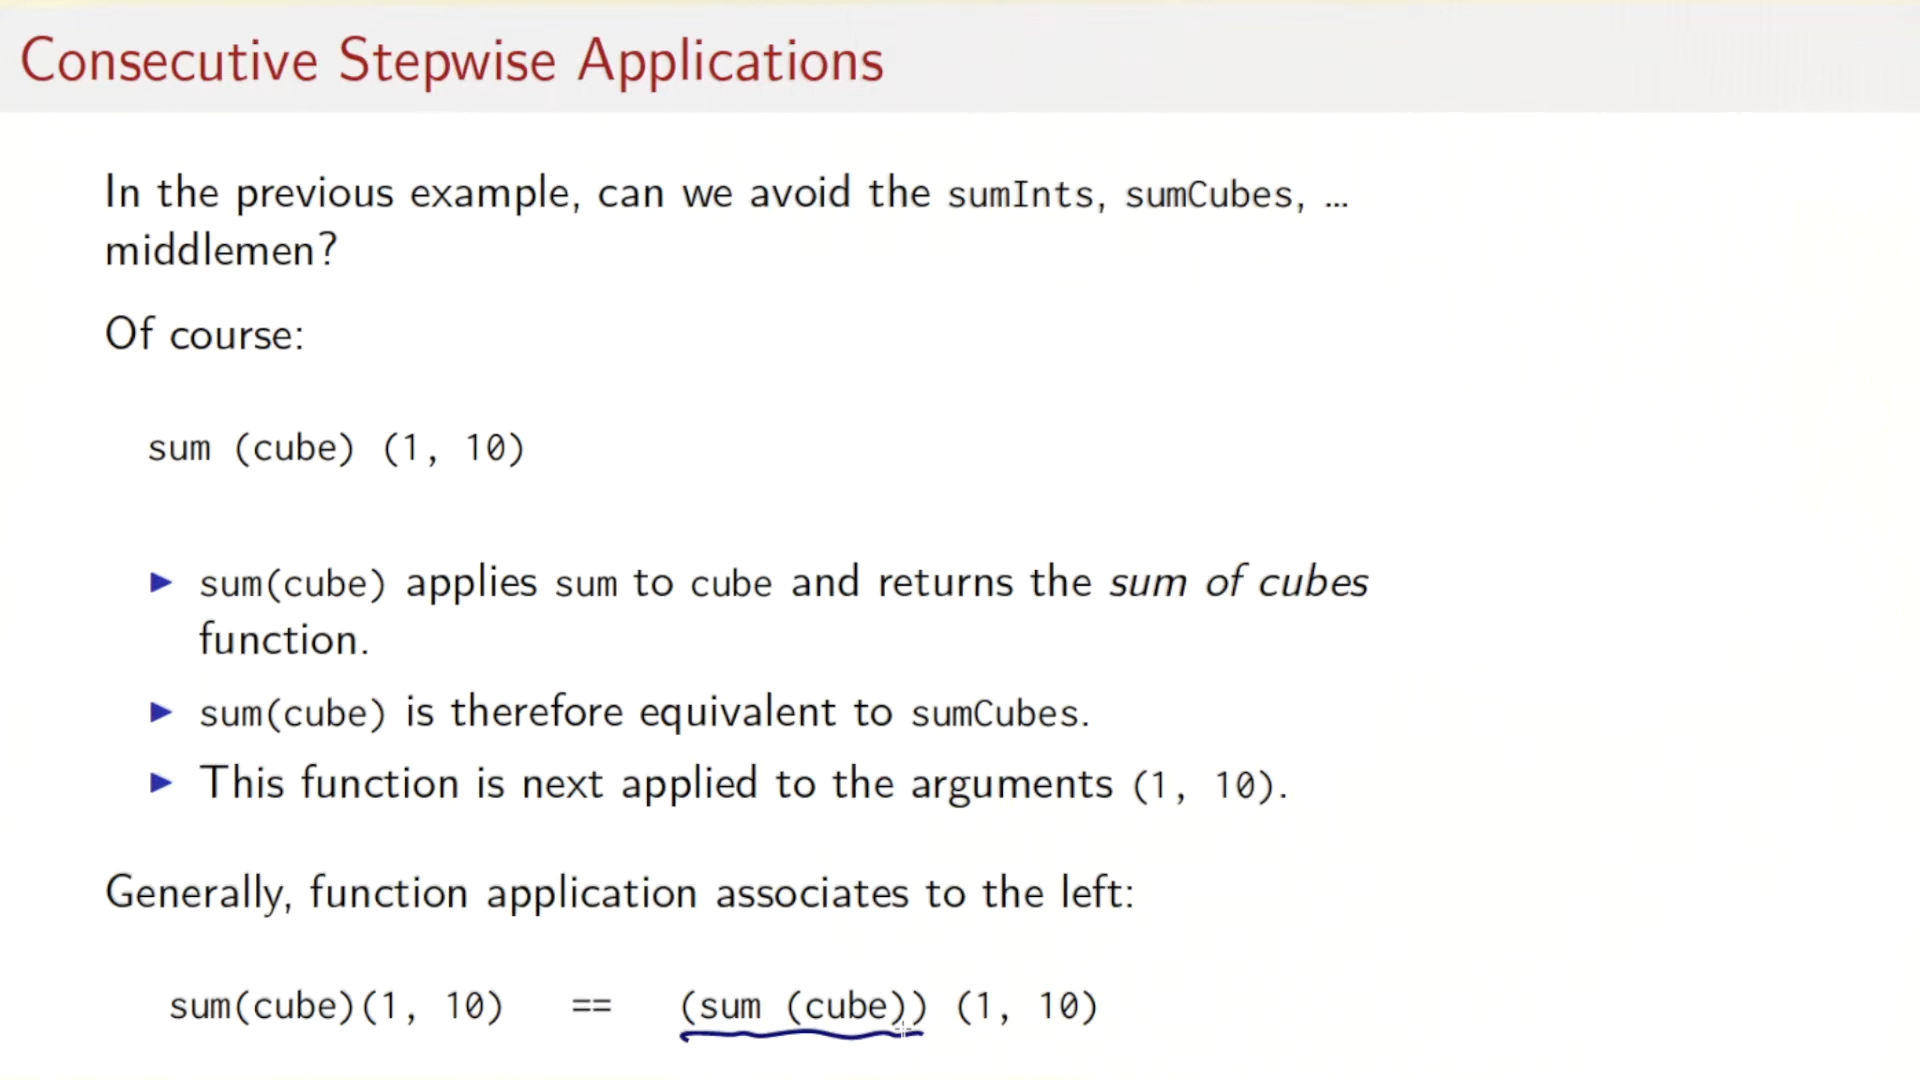 Consecutive Stepwise Applications
In the previous example, can we avoid the sumInts, sumCubes, …
middlemen?
Of course:
sum (cube) (1, 10)
▶ sum(cube) applies sum to cube and returns the sum of cubes
function.
▶ sum(cube) is therefore equivalent to sumCubes.
▶ This function is next applied to the arguments (1, 10).
Generally, function application associates to the left:
sum(cube)(1, 10) == (sum (cube)) (1, 10)